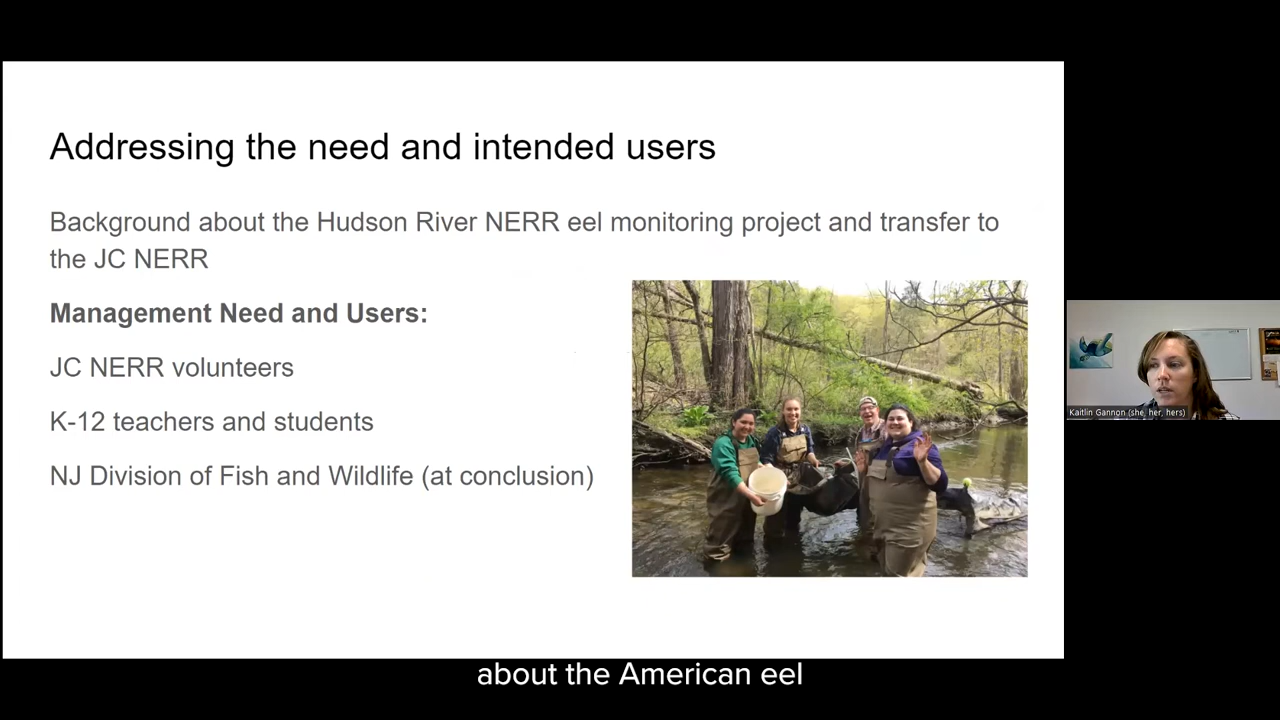 Addressing the need and intended users
Background about the Hudson River NERR eel monitoring project and transfer to
the JC NERR
Management Need and Users:
JC NERR volunteers
K-12 teachers and students
NJ Division of Fish and Wildlife (at conclusion)
Kaitlin Gannon (she, her, hers)
about the American eel